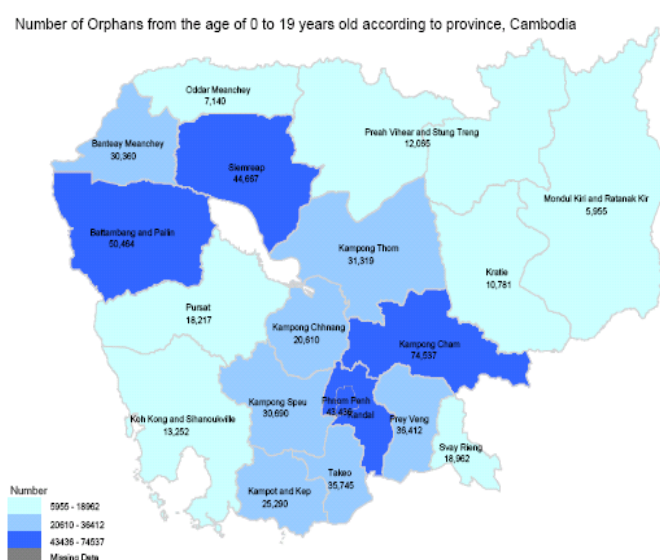 Number of Orphans from the age of 0 to 19 years old according to province, Cambodia
Oddar Meanchey
7,140
Banteay Meanchey
30,360
Siemreap
44,667
Preah Vihear and Stung Treng
12,065
Mondul Kiri and Ratanak Kir
5,955
Battambang and Pailin
50,464
Kampong Thom
31,319
Kratie
10,781
Pursat
18,217
Kampong Chhnang
20,610
Kampong Cham
74,537
Kampong Speu
30,690
Phnom Penh
43,436
Kandal
Prey Veng
36,412
Koh Kong and Sihanoukville
13,252
Svay Rieng
18,962
Takeo
35,745
Kampot and Kep
25,290
Number
5955 - 18962
20610 - 36412
43436 - 74537
Missing Data